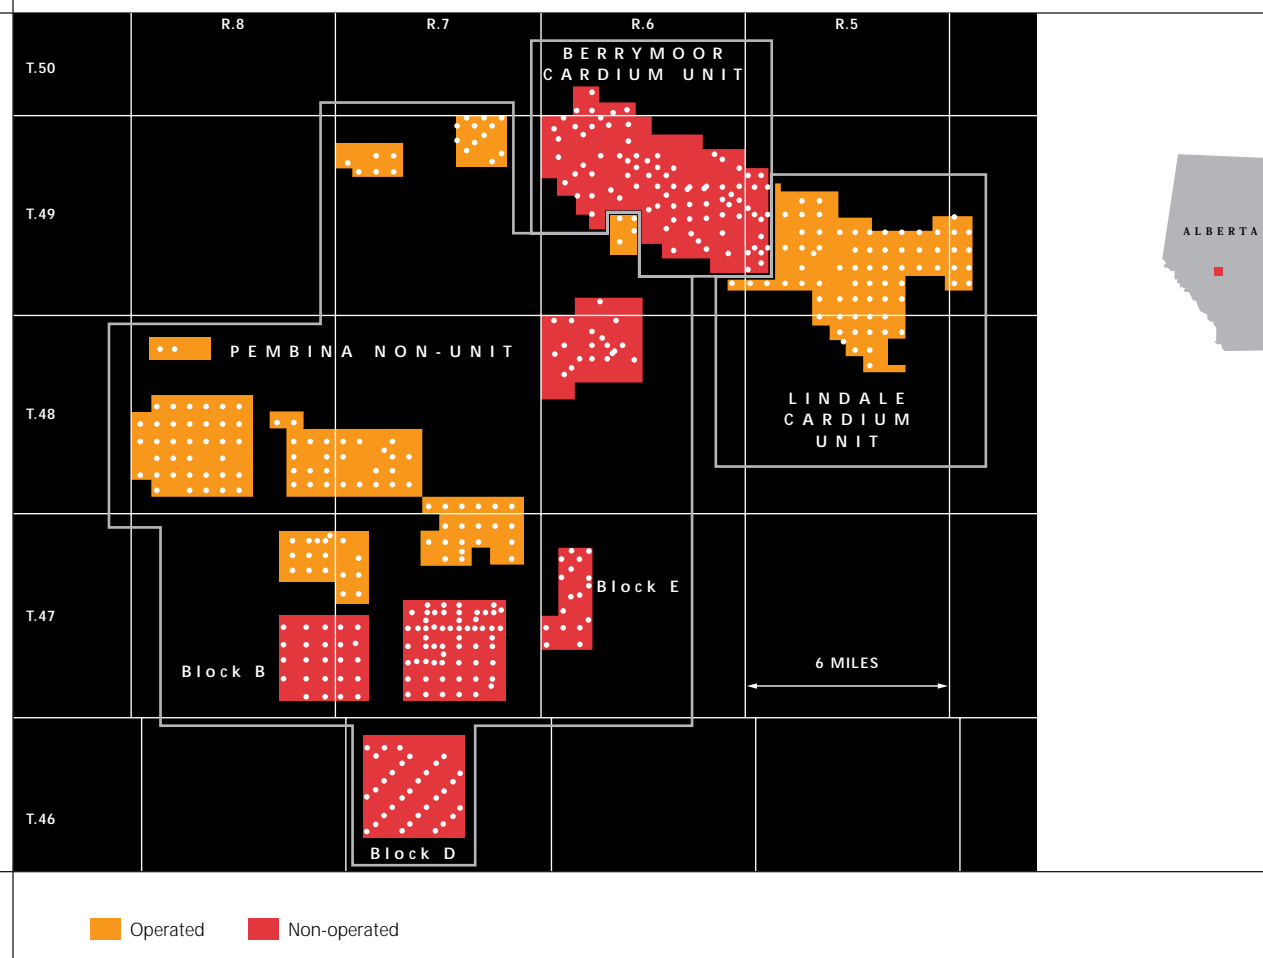 R.8
R.7
R.6
R.5
T.50
BERRYMOOR
CARDIUM UNIT
T.49
ALBERTA
PEMBINA NON-UNIT
T.48
LINDALE
CARDIUM
UNIT
Block E
T.47
6 MILES
Block B
T.46
Block D
Operated
Non-operated